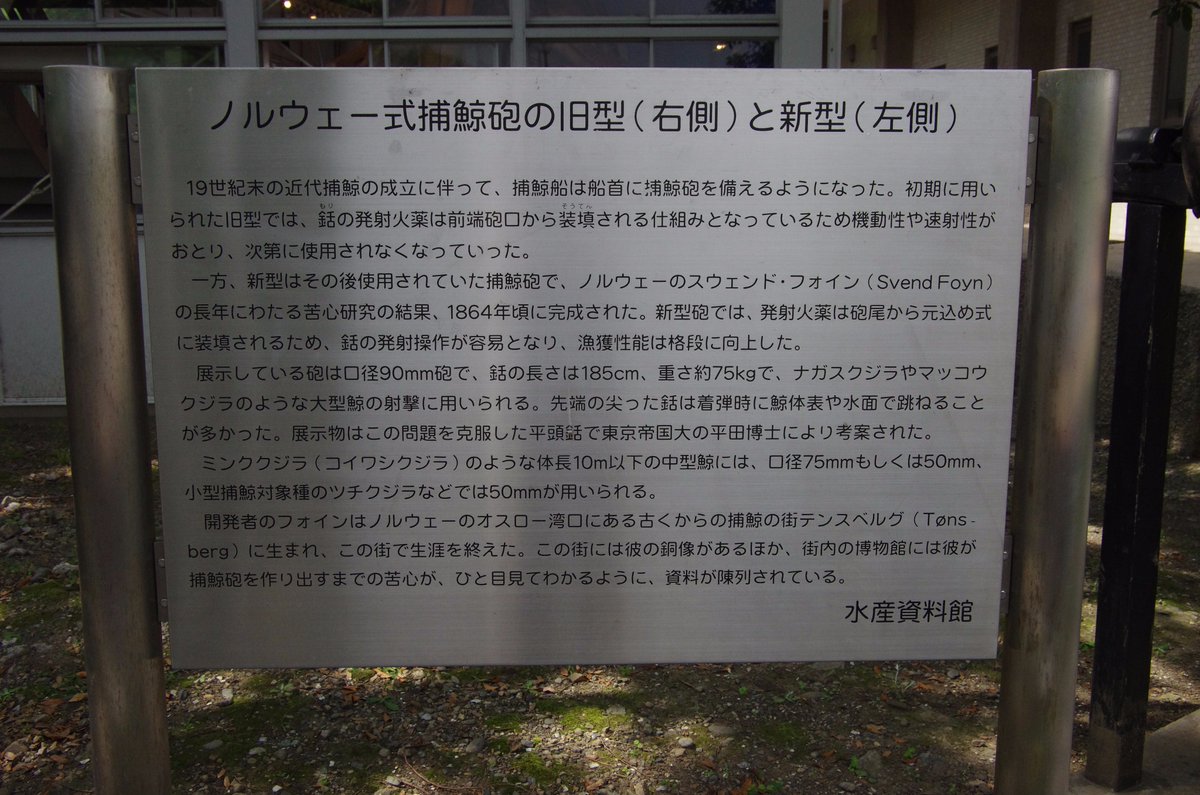 ノルウェー式捕鯨砲の旧型(右側)と新型(左側)
19世紀末の近代捕鯨の成立に伴って、捕鯨船は船首に捕鯨砲を備えるようになった。初期に用い
もり そうてん
られた旧型では、銛の発射火薬は前端砲口から装填される仕組みとなっているため機動性や速射性が
おとり、次第に使用されなくなっていった。
一方、新型はその後使用されていた捕鯨砲で、ノルウェーのスウェンド・フォイン(Svend Foyn)
の長年にわたる苦心研究の結果、1864年頃に完成された。新型砲では、発射火薬は砲尾から元込め式
に装填されるため、銛の発射操作が容易となり、漁獲性能は格段に向上した。
展示している砲は口径90mm砲で、銛の長さは185cm、重さ約75kgで、ナガスクジラやマッコウ
クジラのような大型鯨の射撃に用いられる。先端の尖った銛は着弾時に鯨体表や水面で跳ねること
が多かった。展示物はこの問題を克服した平頭銛で東京帝国大の平田博士により考案された。
ミンククジラ(コイワシクジラ)のような体長10m以下の中型鯨には、口径75mmもしくは50mm、
小型捕鯨対象種のツチクジラなどでは50mmが用いられる。
開発者のフォインはノルウェーのオスロー湾口にある古くからの捕鯨の街テンスベルグ(Tøns-
berg)に生まれ、この街で生涯を終えた。この街には彼の銅像があるほか、街内の博物館には彼が
捕鯨砲を作り出すまでの苦心が、ひと目見てわかるように、資料が陳列されている。
水産資料館